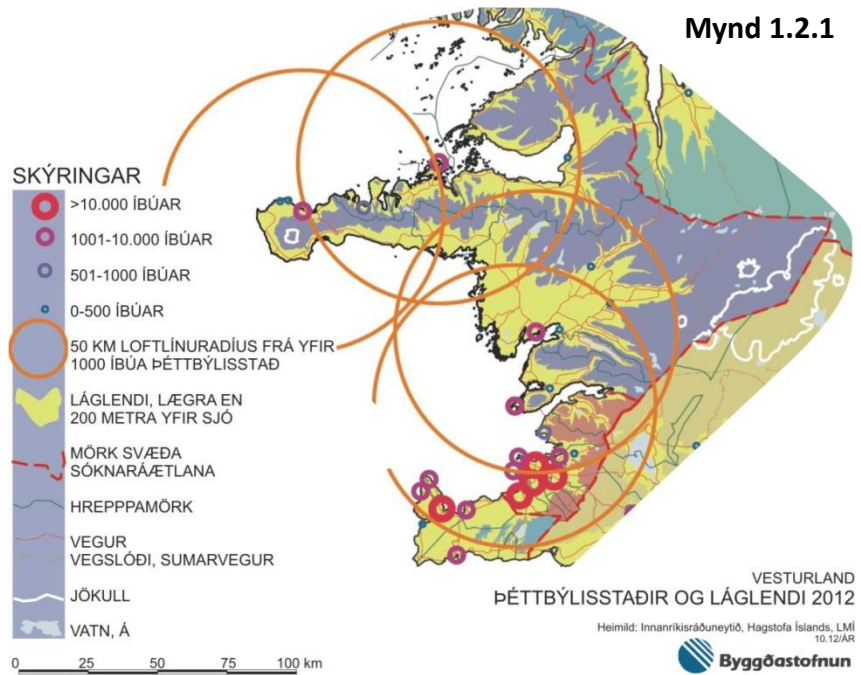 Mynd 1.2.1
SKÝRINGAR
>10.000 ÍBÚAR
1001-10.000 ÍBÚAR
501-1000 ÍBÚAR
0-500 ÍBÚAR
50 KM LOFTLÍNURADÍUS FRÁ YFIR
1000 ÍBÚA ÞÉTTBÝLISSTAÐ
LÁGLENDI, LÆGRA EN
200 METRA YFIR SJÓ
MÖRK SVÆÐA
SÓKNARÁÆTLANA
HREPPPAMÖRK
VEGUR
VEGSLÓÐI, SUMARVEGUR
JÖKULL
VATN, Á
0 25 50 75 100 km
VESTURLAND
ÞÉTTBÝLISSTAÐIR OG LÁGLENDI 2012
Heimild: Innanríkisráðuneytið, Hagstofa Íslands, LMÍ
10.12/ÁR
Byggðastofnun